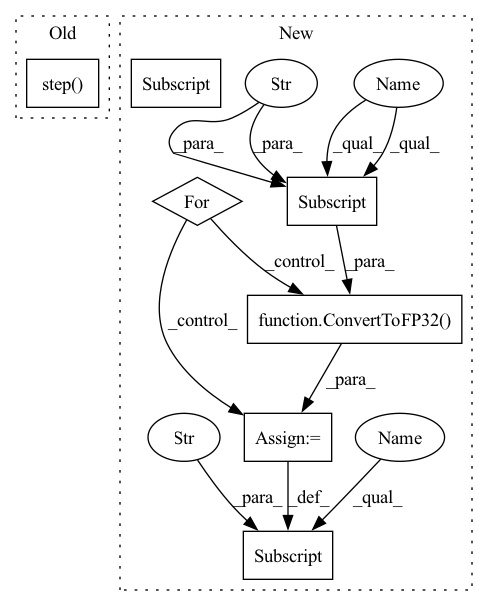 Old
New
step()
Subscript
Str
Name
_para_
_para_
_qual_
_qual_
For
Subscript
_control_
_para_
_control_
function.ConvertToFP32()
_para_
Str
Assign:=
Name
_para_
_def_
_qual_
Subscript